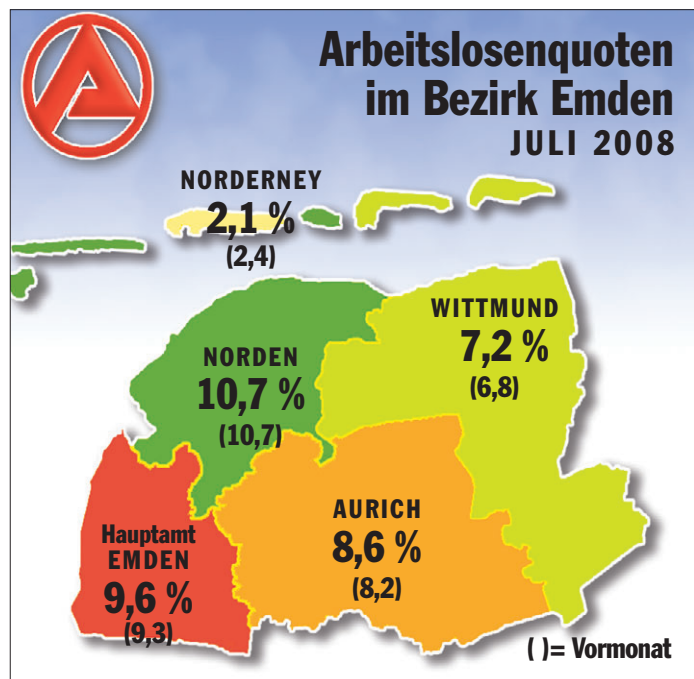 Arbeitslosenquoten
im Bezirk Emden
JULI 2008
NORDERNEY
2,1 %
(2,4)
WITTMUND
7,2 %
(6,8)
NORDEN
10,7 %
(10,7)
AURICH
8,6 %
(8,2)
Hauptamt
EMDEN
9,6 %
(9,3)
( )= Vormonat